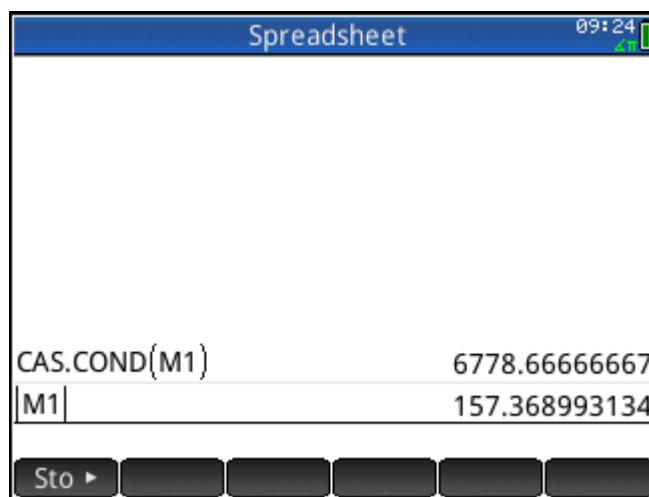 Spreadsheet 09:24
∡π
CAS.COND(M1) 6778.66666667
|M1| 157.368993134
Sto ▸